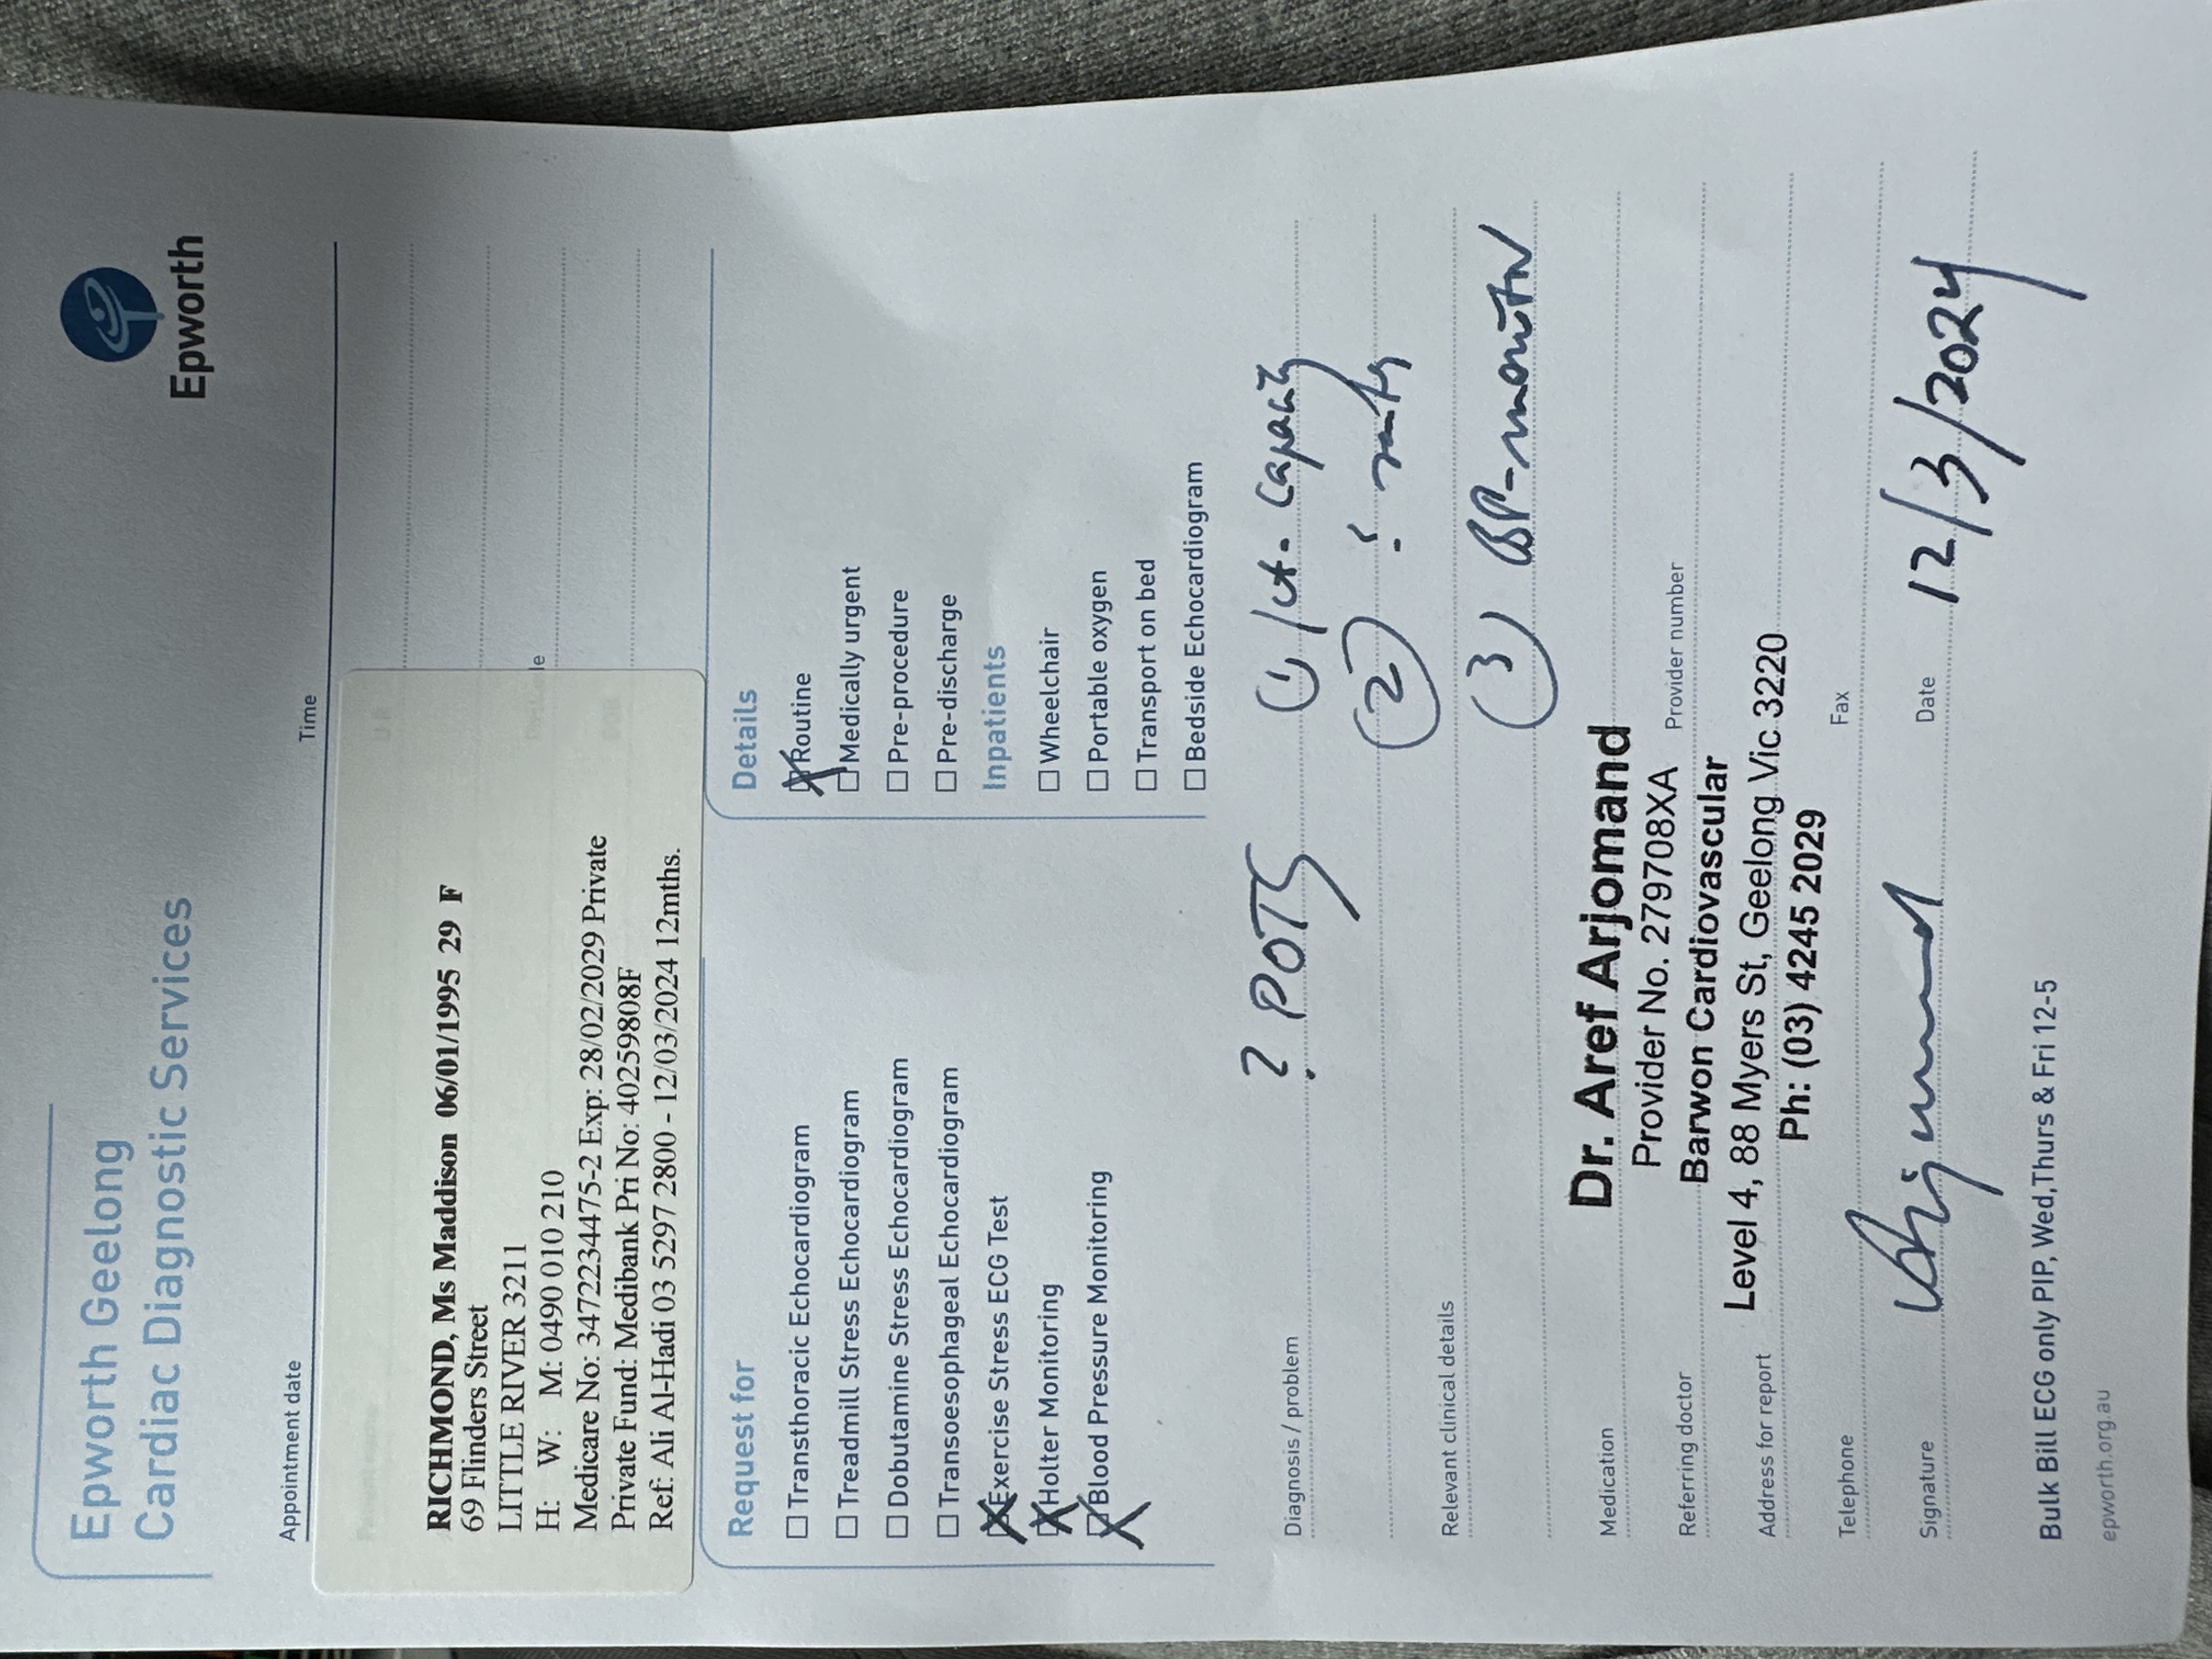 Epworth Geelong
Cardiac Diagnostic Services
Epworth
Appointment date Time
RICHMOND, Ms Maddison 06/01/1995 29 F
69 Flinders Street
LITTLE RIVER 3211
H: W: M: 0490 010 210
Medicare No: 3472234475-2 Exp: 28/02/2029 Private
Private Fund: Medibank Pri No: 40259808F
Ref: Ali Al-Hadi 03 5297 2800 - 12/03/2024 12mths.
Request for
☐ Transthoracic Echocardiogram
☐ Treadmill Stress Echocardiogram
☐ Dobutamine Stress Echocardiogram
☐ Transoesophageal Echocardiogram
☒ Exercise Stress ECG Test
☒ Holter Monitoring
☒ Blood Pressure Monitoring
Details
☒ Routine
☐ Medically urgent
☐ Pre-procedure
☐ Pre-discharge
Inpatients
☐ Wheelchair
☐ Portable oxygen
☐ Transport on bed
☐ Bedside Echocardiogram
Diagnosis / problem ? POTS (1) capacity
(2) ?
Relevant clinical details (3) BP-monitor
Medication
Dr. Aref Arjomand
Referring doctor Provider No. 279708XA Provider number
Barwon Cardiovascular
Address for report Level 4, 88 Myers St, Geelong Vic 3220
Telephone Ph: (03) 4245 2029 Fax
Signature Date 12/3/2024
Bulk Bill ECG only PIP, Wed,Thurs & Fri 12-5
epworth.org.au